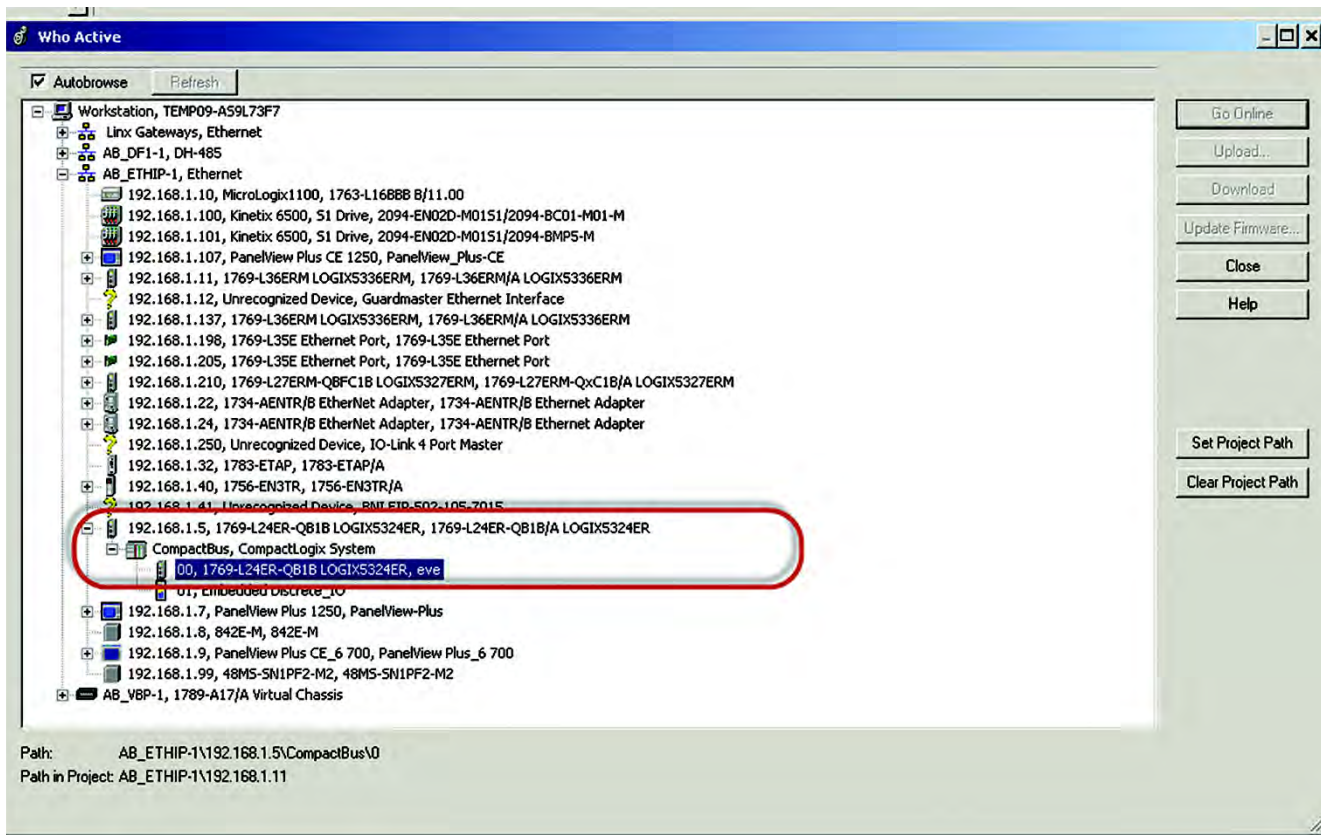 Who Active
Autobrowse Refresh
Workstation, TEMP09-A59L73F7
Linx Gateways, Ethernet
AB_DF1-1, DH-485
AB_ETHIP-1, Ethernet
192.168.1.10, MicroLogix1100, 1763-L16BBB B/11.00
192.168.1.100, Kinetix 6500, S1 Drive, 2094-EN02D-M01S1/2094-BC01-M01-M
192.168.1.101, Kinetix 6500, S1 Drive, 2094-EN02D-M01S1/2094-BMP5-M
192.168.1.107, PanelView Plus CE 1250, PanelView_Plus-CE
192.168.1.11, 1769-L36ERM LOGIX5336ERM, 1769-L36ERM/A LOGIX5336ERM
192.168.1.12, Unrecognized Device, Guardmaster Ethernet Interface
192.168.1.137, 1769-L36ERM LOGIX5336ERM, 1769-L36ERM/A LOGIX5336ERM
192.168.1.198, 1769-L35E Ethernet Port, 1769-L35E Ethernet Port
192.168.1.205, 1769-L35E Ethernet Port, 1769-L35E Ethernet Port
192.168.1.210, 1769-L27ERM-QBFC1B LOGIX5327ERM, 1769-L27ERM-QxC1B/A LOGIX5327ERM
192.168.1.22, 1734-AENTR/B EtherNet Adapter, 1734-AENTR/B Ethernet Adapter
192.168.1.24, 1734-AENTR/B EtherNet Adapter, 1734-AENTR/B Ethernet Adapter
192.168.1.250, Unrecognized Device, IO-Link 4 Port Master
192.168.1.32, 1783-ETAP, 1783-ETAP/A
192.168.1.40, 1756-EN3TR, 1756-EN3TR/A
192.168.1.41, Unrecognized Device, BNI EIP-502-105-Z015
192.168.1.5, 1769-L24ER-QB1B LOGIX5324ER, 1769-L24ER-QB1B/A LOGIX5324ER
CompactBus, CompactLogix System
00, 1769-L24ER-QB1B LOGIX5324ER, eve
01, Embedded Discrete_IO
192.168.1.7, PanelView Plus 1250, PanelView-Plus
192.168.1.8, 842E-M, 842E-M
192.168.1.9, PanelView Plus CE_6 700, PanelView Plus_6 700
192.168.1.99, 48MS-SN1PF2-M2, 48MS-SN1PF2-M2
AB_VBP-1, 1789-A17/A Virtual Chassis
Go Online
Upload...
Download
Update Firmware...
Close
Help
Set Project Path
Clear Project Path
Path: AB_ETHIP-1\192.168.1.5\CompactBus\0
Path in Project: AB_ETHIP-1\192.168.1.11